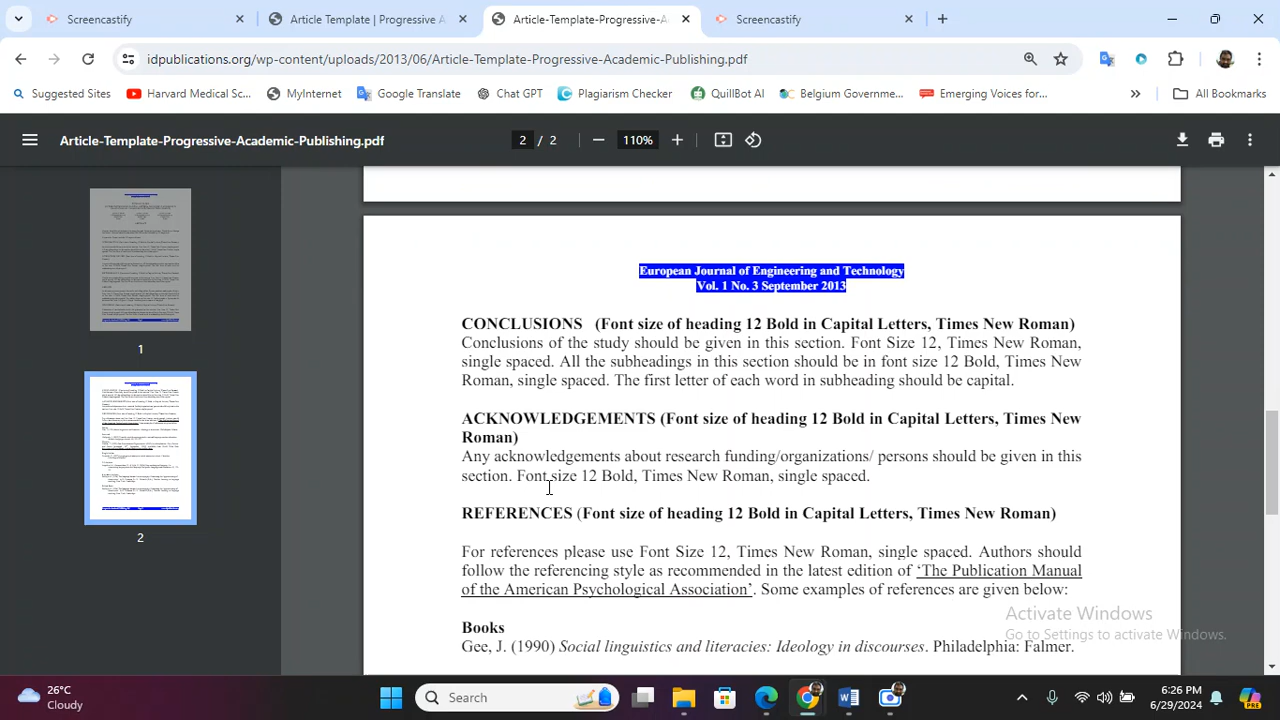 Screencastify
Article Template | Progressive A
Article-Template-Progressive-A
Screencastify
idpublications.org/wp-content/uploads/2013/06/Article-Template-Progressive-Academic-Publishing.pdf
Suggested Sites
Harvard Medical Sc...
MyInternet
Google Translate
Chat GPT
Plagiarism Checker
QuillBot AI
Belgium Governme...
Emerging Voices for...
All Bookmarks
Article-Template-Progressive-Academic-Publishing.pdf
2 / 2
110%
1
2
European Journal of Engineering and Technology
Vol. 1 No. 3 September 2013
CONCLUSIONS (Font size of heading 12 Bold in Capital Letters, Times New Roman)
Conclusions of the study should be given in this section. Font Size 12, Times New Roman,
single spaced. All the subheadings in this section should be in font size 12 Bold, Times New
Roman, single spaced. The first letter of each word in subheading should be capital.
ACKNOWLEDGEMENTS (Font size of heading 12 Bold in Capital Letters, Times New
Roman)
Any acknowledgements about research funding/organizations/ persons should be given in this
section. Font size 12 Bold, Times New Roman, single spaced.
REFERENCES (Font size of heading 12 Bold in Capital Letters, Times New Roman)
For references please use Font Size 12, Times New Roman, single spaced. Authors should
follow the referencing style as recommended in the latest edition of ‘The Publication Manual
of the American Psychological Association’. Some examples of references are given below:
Books
Gee, J. (1990) Social linguistics and literacies: Ideology in discourses. Philadelphia: Falmer.
Activate Windows
Go to Settings to activate Windows.
26°C
Cloudy
Search
6:26 PM
6/29/2024